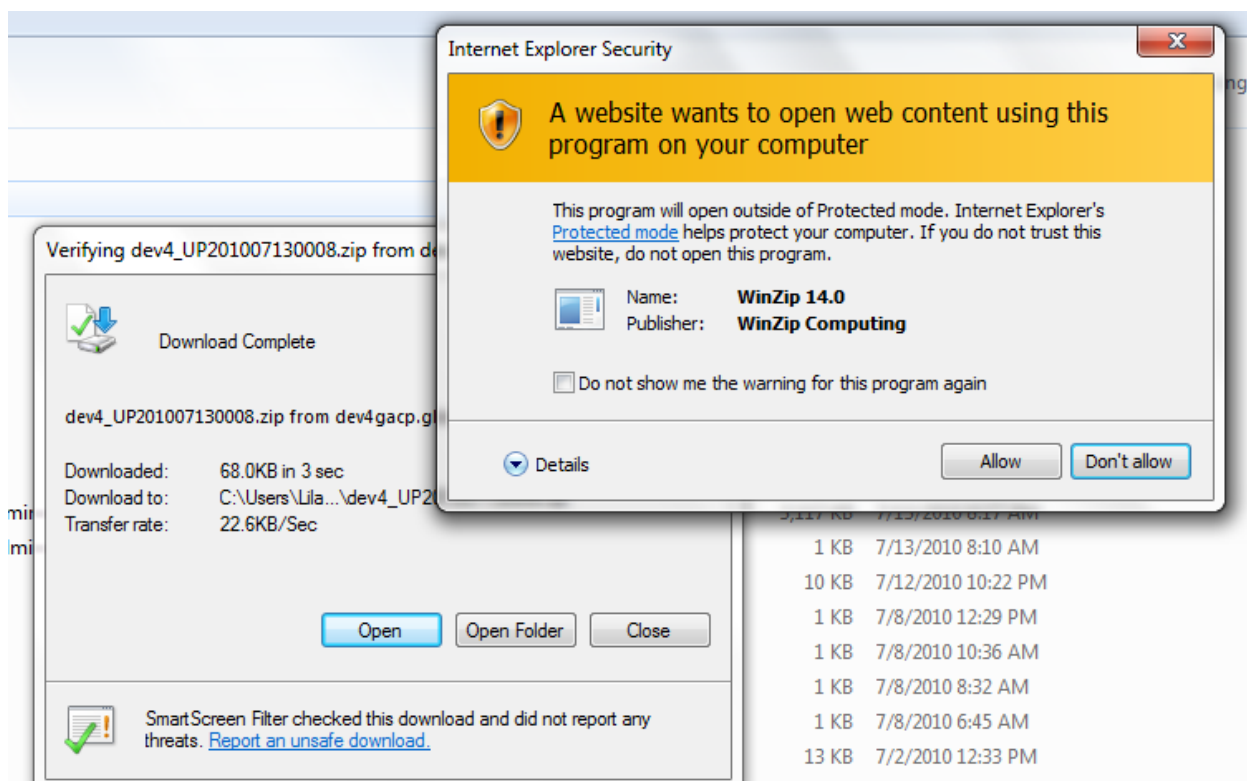 Internet Explorer Security
A website wants to open web content using this
program on your computer
This program will open outside of Protected mode. Internet Explorer's
Protected mode helps protect your computer. If you do not trust this
website, do not open this program.
Name: WinZip 14.0
Publisher: WinZip Computing
Do not show me the warning for this program again
Details
Allow
Don't allow
Verifying dev4_UP201007130008.zip from
Download Complete
dev4_UP201007130008.zip from dev4gacp.gl
Downloaded: 68.0KB in 3 sec
Download to: C:\Users\Lila...\dev4_UP2
Transfer rate: 22.6KB/Sec
Open
Open Folder
Close
SmartScreen Filter checked this download and did not report any
threats. Report an unsafe download.
1 KB 7/13/2010 8:10 AM
10 KB 7/12/2010 10:22 PM
1 KB 7/8/2010 12:29 PM
1 KB 7/8/2010 10:36 AM
1 KB 7/8/2010 8:32 AM
1 KB 7/8/2010 6:45 AM
13 KB 7/2/2010 12:33 PM